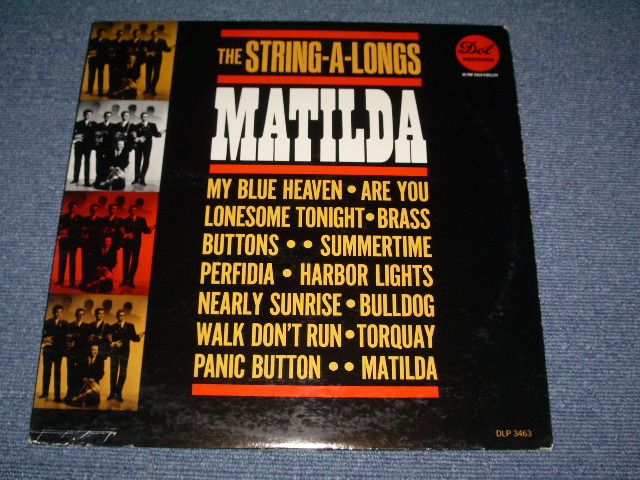 THE STRING-A-LONGS
Dot
RECORDS
MATILDA
MY BLUE HEAVEN • ARE YOU
LONESOME TONIGHT • BRASS
BUTTONS • • SUMMERTIME
PERFIDIA • HARBOR LIGHTS
NEARLY SUNRISE • BULLDOG
WALK DON'T RUN • TORQUAY
PANIC BUTTON • • MATILDA
DLP 3463